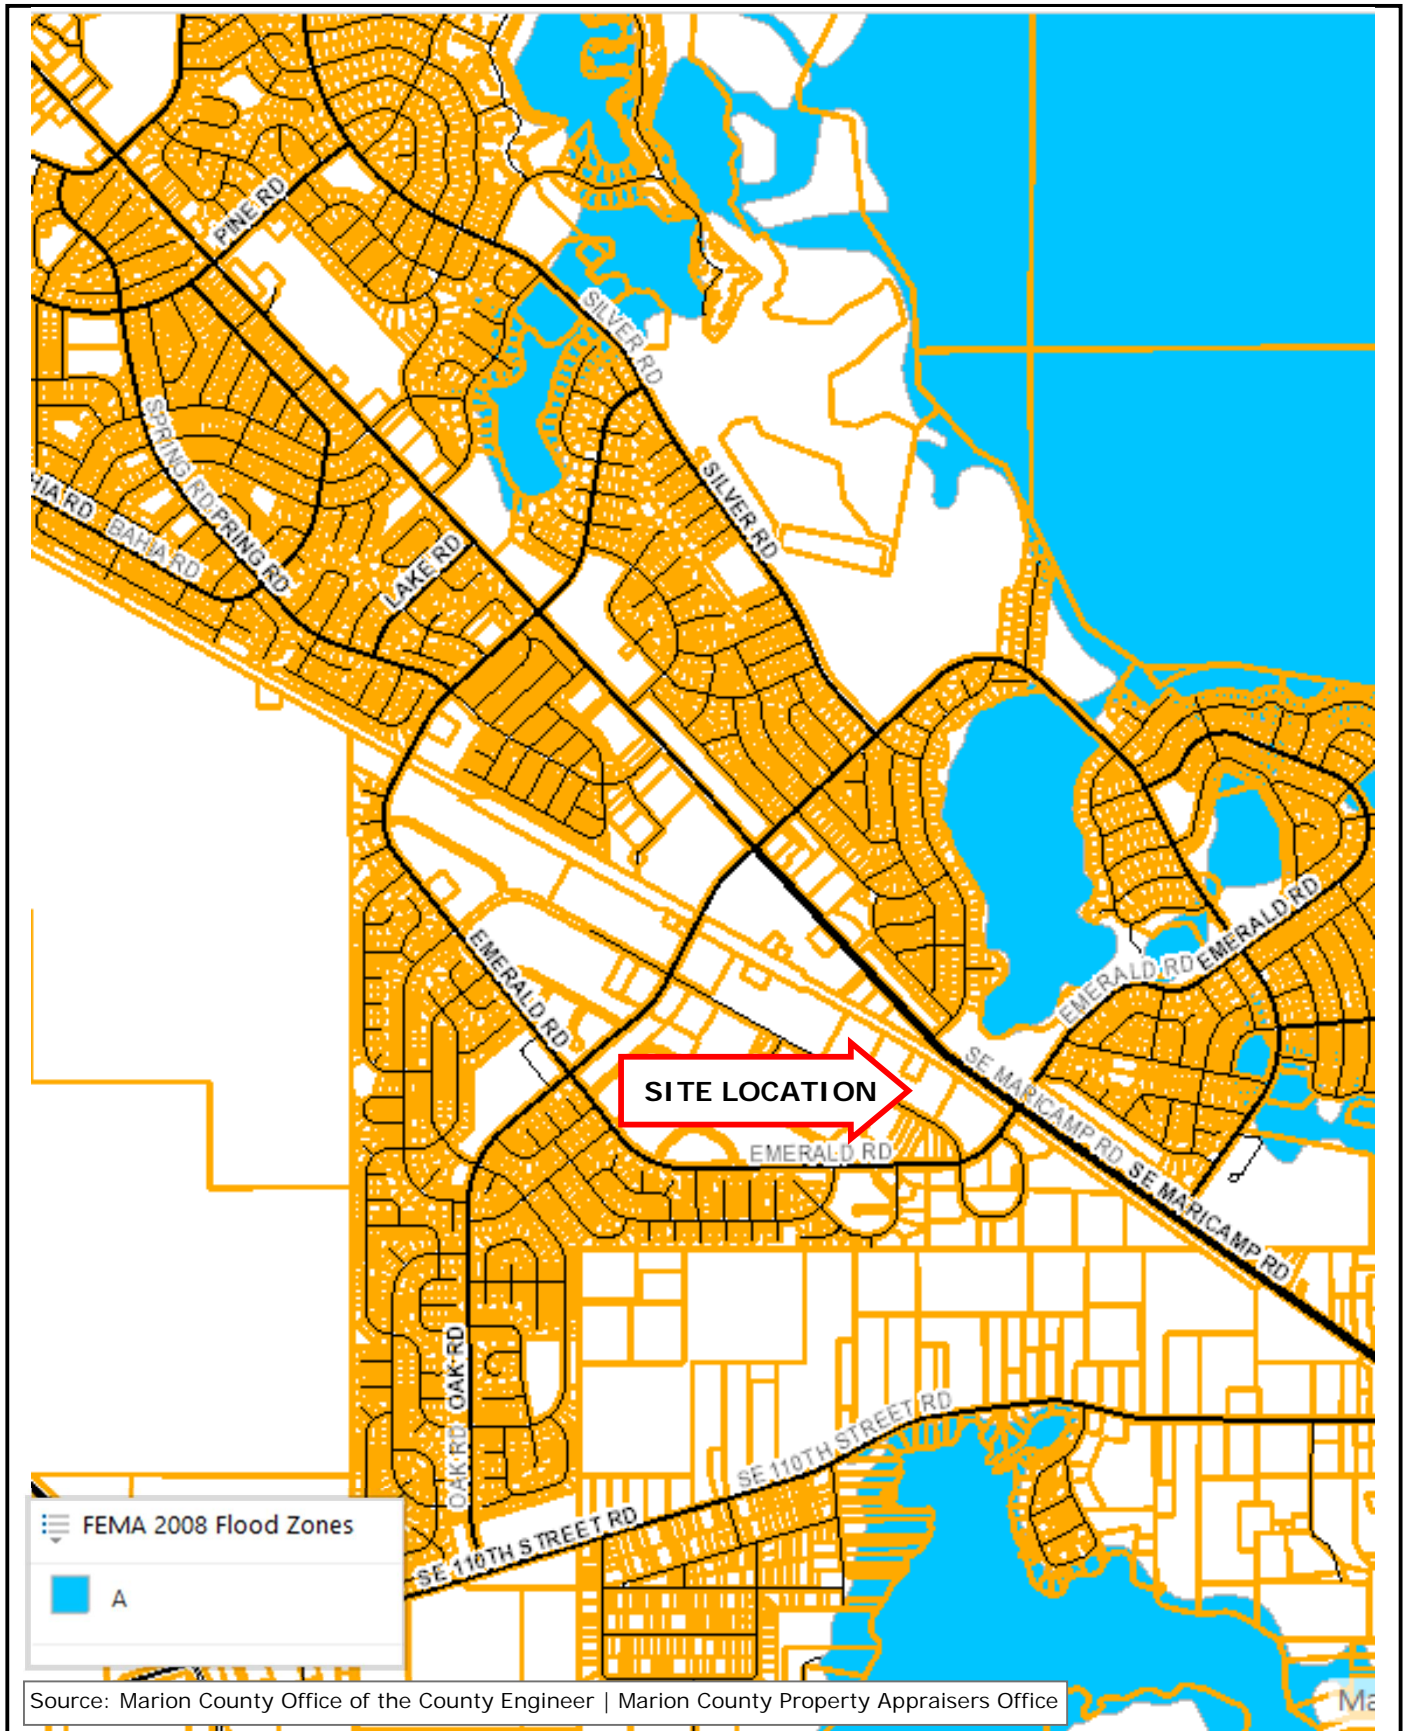 PINE RD
SILVER RD
SPRING RD
SILVER RD
HIA RD
BAHIA RD
PRING RD
LAKE RD
EMERALD RD
EMERALD RD
EMERALD RD
SITE LOCATION
SE MARICAMP RD
EMERALD RD
SE MARICAMP RD
OAK RD
OAK RD
SE 110TH STREET RD
SE 110TH STREET RD
FEMA 2008 Flood Zones
A
Source: Marion County Office of the County Engineer | Marion County Property Appraisers Office
Ma